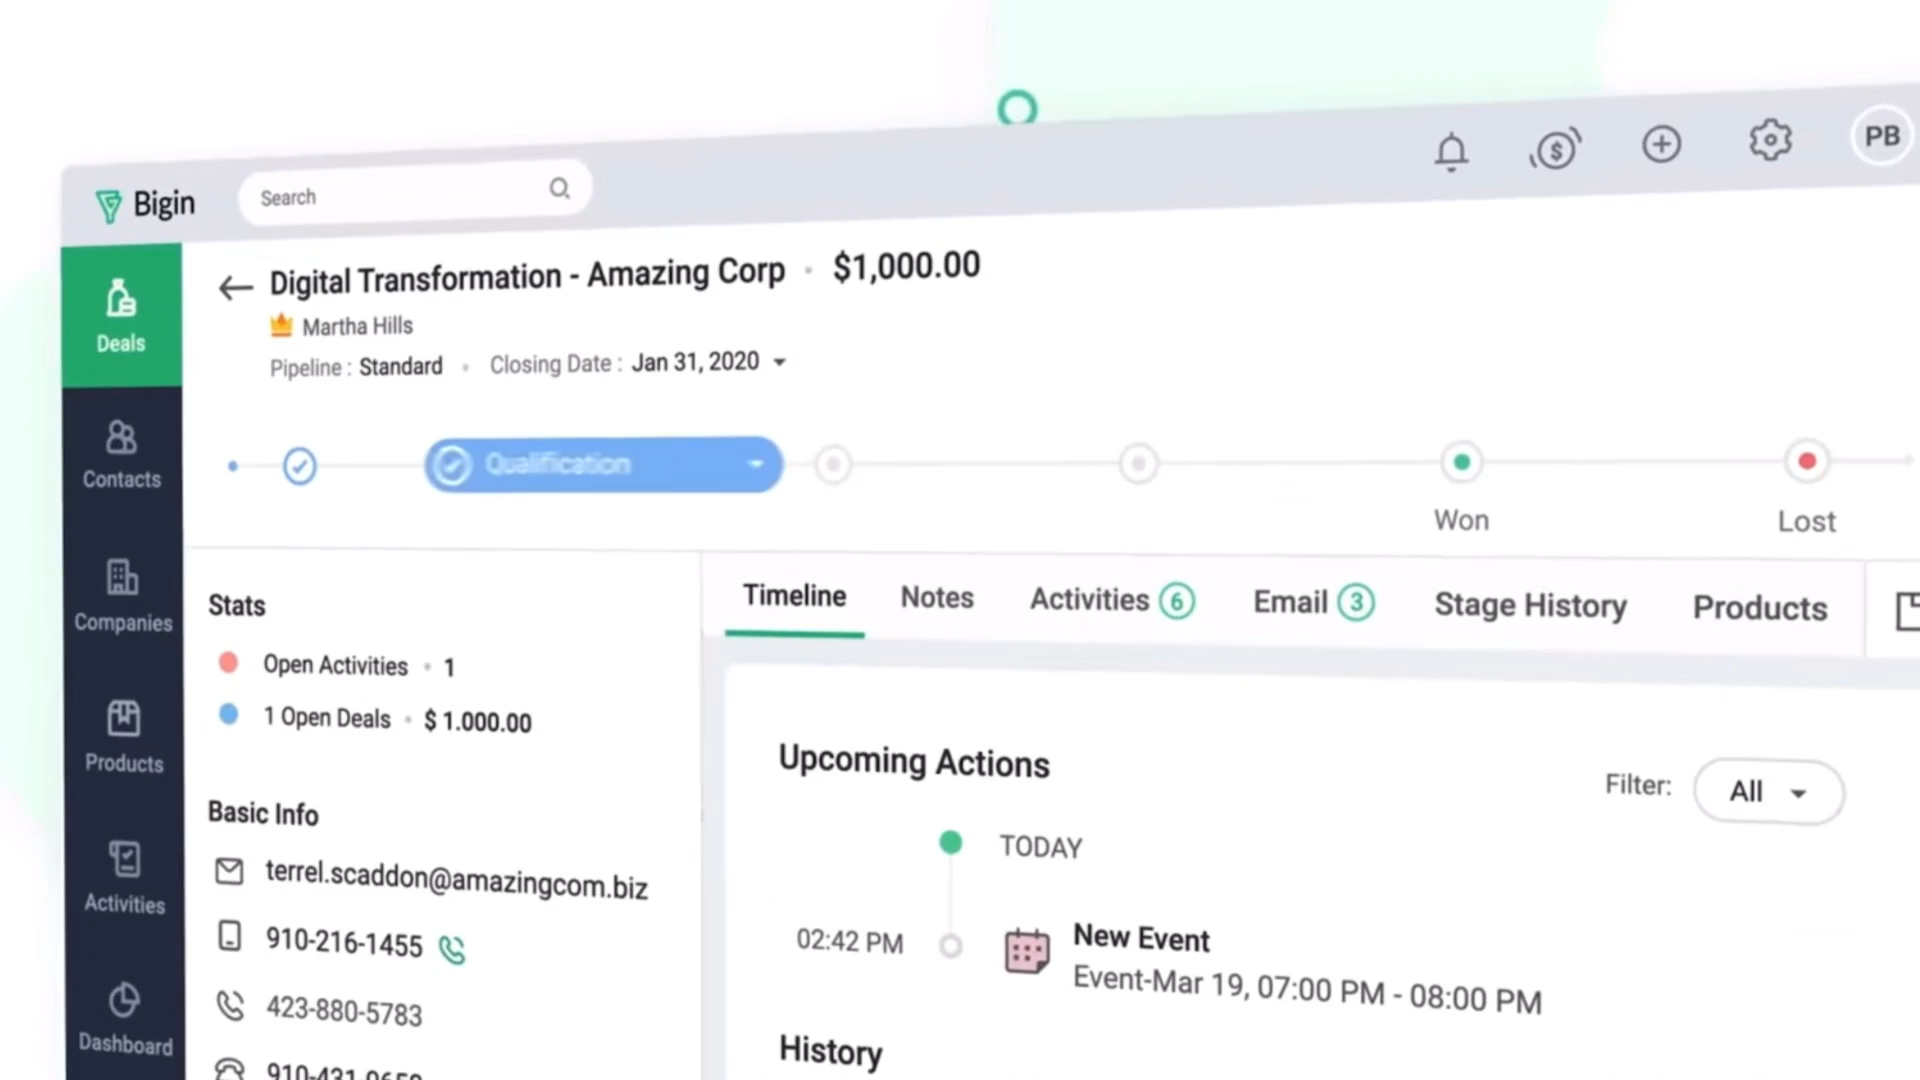 Bigin
Search
PB
Deals
Contacts
Companies
Products
Activities
Dashboard
Digital Transformation - Amazing Corp • $1,000.00
Martha Hills
Pipeline : Standard • Closing Date : Jan 31, 2020
Qualification
Won
Lost
Stats
Open Activities • 1
1 Open Deals • $ 1.000.00
Basic Info
terrel.scaddon@amazingcom.biz
910-216-1455
423-880-5783
Timeline
Notes
Activities 6
Email 3
Stage History
Products
Upcoming Actions
Filter: All
TODAY
02:42 PM
New Event
Event-Mar 19, 07:00 PM - 08:00 PM
History